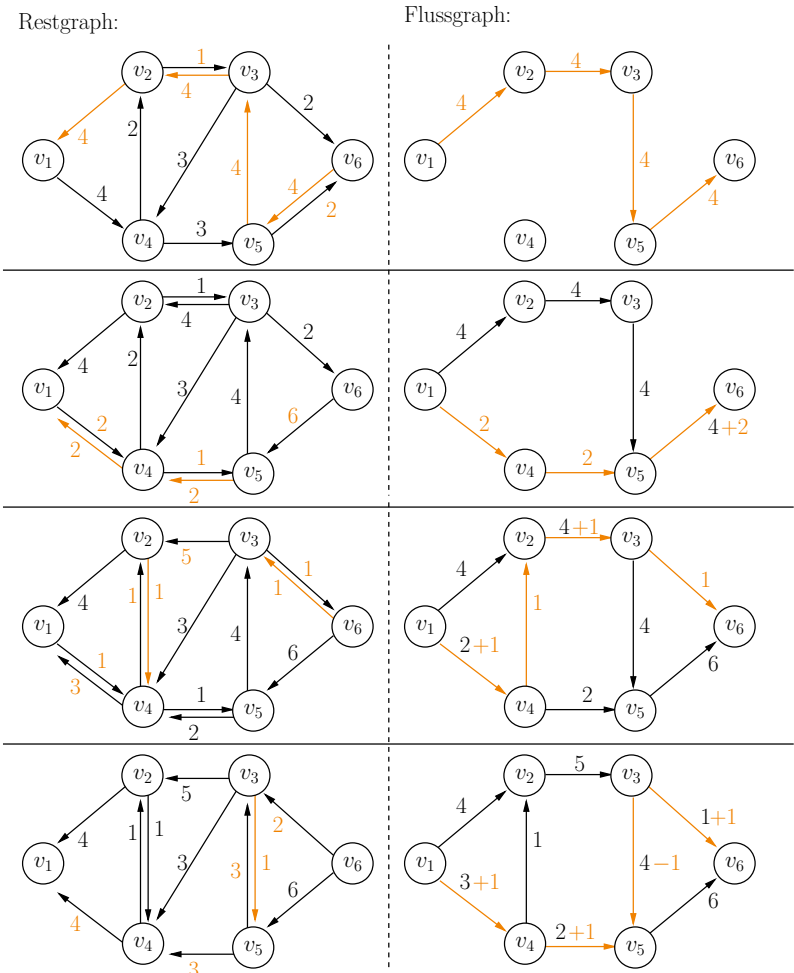 Restgraph:
Flussgraph:
1
v₂
v₃
4
2
4
2
3
v₁
v₆
4
4
4
2
3
v₄
v₅
4
v₂
v₃
4
v₁
4
v₆
4
v₄
v₅
1
v₂
v₃
4
2
4
2
3
v₁
v₆
4
2
6
2
1
v₄
v₅
2
4
v₂
v₃
4
v₁
4
v₆
2
4+2
2
v₄
v₅
v₂
v₃
5
1
4
1
1
1
3
v₁
v₆
4
1
6
3
1
v₄
v₅
2
4+1
v₂
v₃
4
1
1
v₁
4
v₆
2+1
6
2
v₄
v₅
v₂
v₃
5
4
1
1
2
3
v₁
v₆
3
1
6
4
v₄
v₅
3
5
v₂
v₃
4
1+1
1
v₁
4−1
v₆
3+1
6
2+1
v₄
v₅